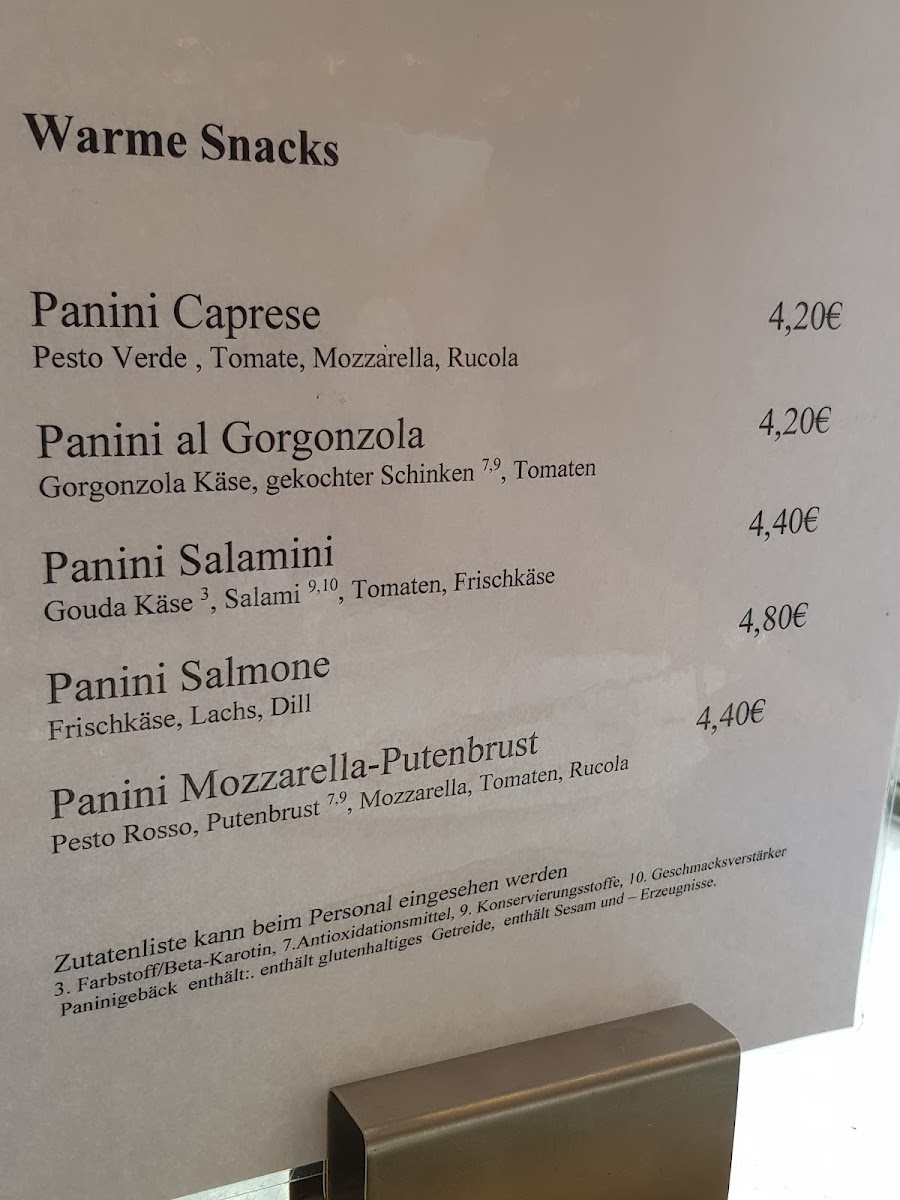 Warme Snacks
Panini Caprese 4,20€
Pesto Verde , Tomate, Mozzarella, Rucola
Panini al Gorgonzola 4,20€
Gorgonzola Käse, gekochter Schinken 7,9, Tomaten
Panini Salamini 4,40€
Gouda Käse 3, Salami 9,10, Tomaten, Frischkäse
Panini Salmone 4,80€
Frischkäse, Lachs, Dill
Panini Mozzarella-Putenbrust 4,40€
Pesto Rosso, Putenbrust 7,9, Mozzarella, Tomaten, Rucola
Zutatenliste kann beim Personal eingesehen werden
3. Farbstoff/Beta-Karotin, 7.Antioxidationsmittel, 9. Konservierungsstoffe, 10. Geschmacksverstärker
Paninigebäck enthält:. enthält glutenhaltiges Getreide, enthält Sesam und – Erzeugnisse.